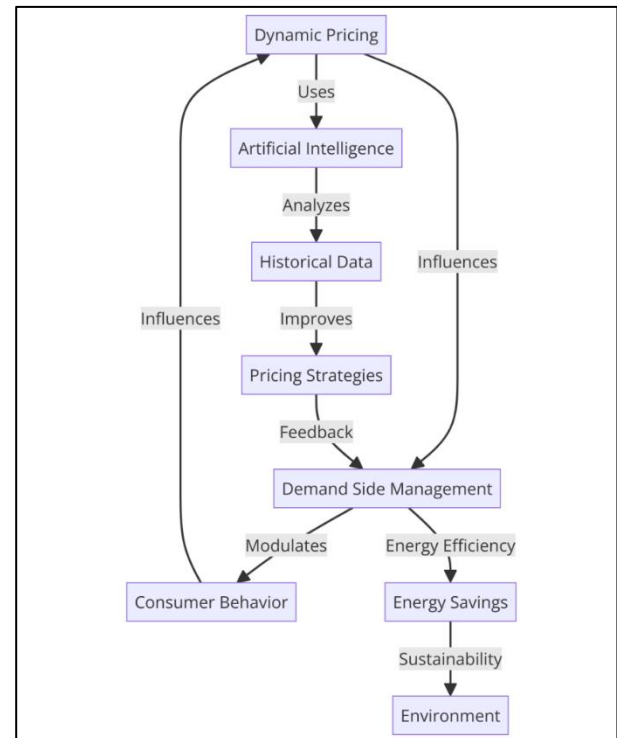 Dynamic Pricing
Uses
Artificial Intelligence
Analyzes
Historical Data
Influences
Influences
Improves
Pricing Strategies
Feedback
Demand Side Management
Modulates
Energy Efficiency
Consumer Behavior
Energy Savings
Sustainability
Environment